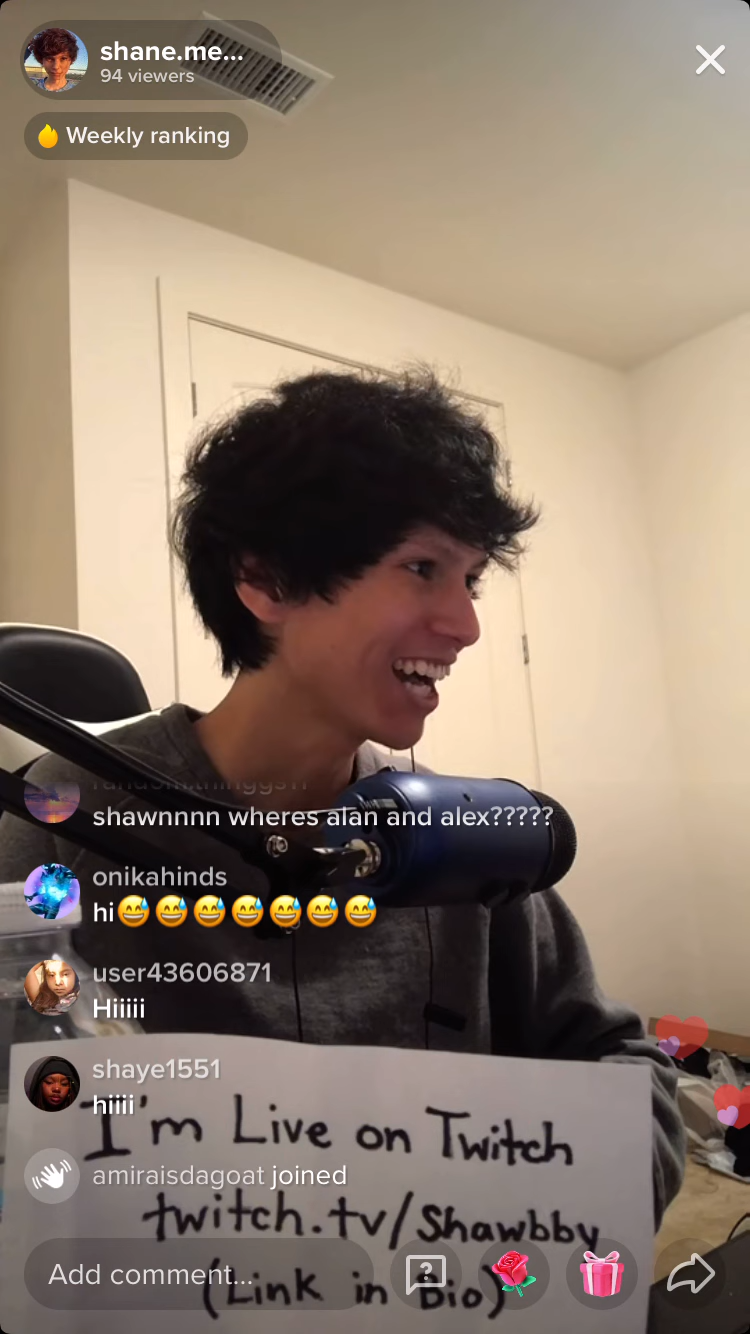 shane.me...
94 viewers
Weekly ranking
shawnnnn wheres alan and alex?????
onikahinds
hi😅😅😅😅😅😅😅
user43606871
Hiiiii
shaye1551
hiiii
I'm Live on Twitch
amiraisdagoat joined
twitch.tv/Shawbby
Add comment...
(Link in Bio)